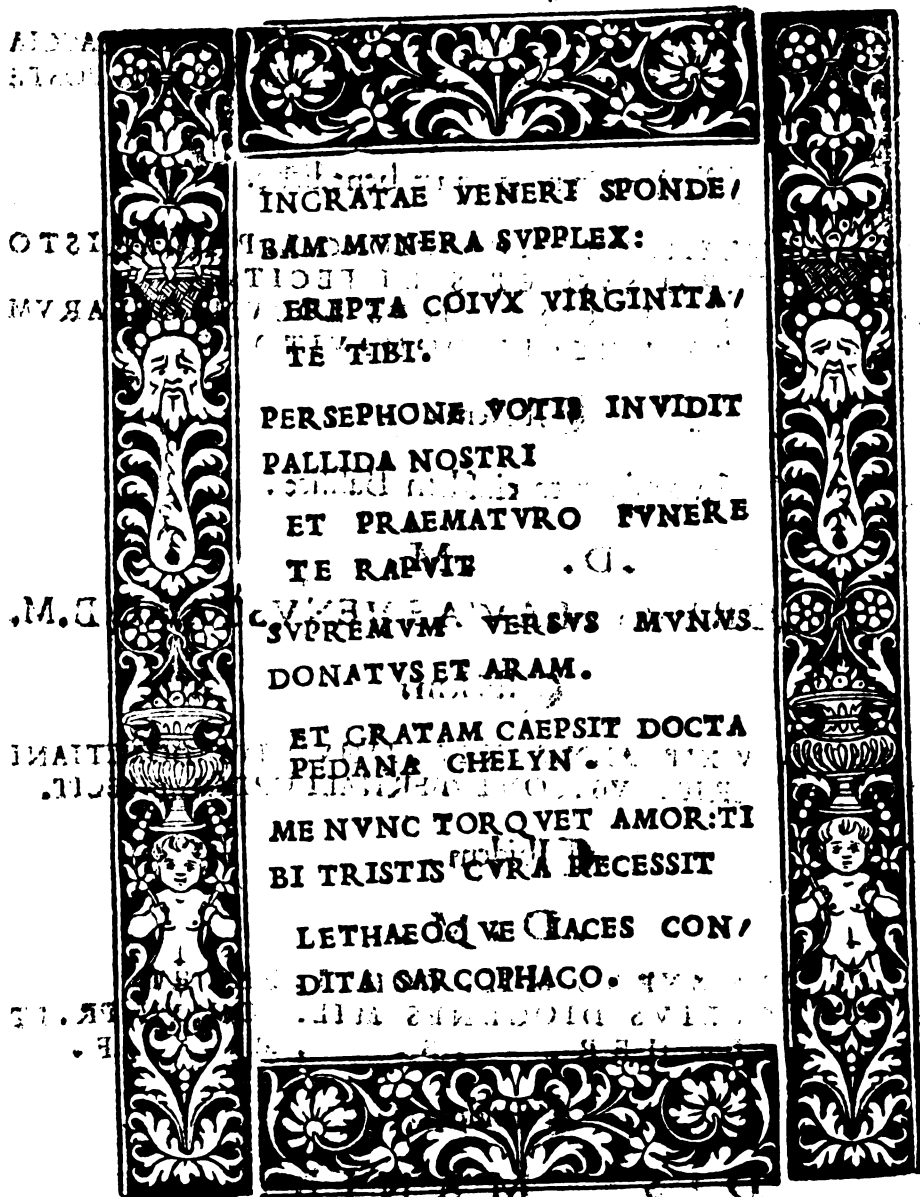 INGRATAE VENERI SPONDE/
BAM MVNERA SVPPLEX:
EREPTA COIVX VIRGINITA/
TE TIBI.
PERSEPHONE VOTIS INVIDIT
PALLIDA NOSTRI
ET PRAEMATVRO FVNERE
TE RAPVIT
SVPREMVM VERSVS MVNVS
DONATVS ET ARAM.
ET GRATAM CAEPSIT DOCTA
PEDANA CHELYN.
ME NVNC TORQVET AMOR: TI
BI TRISTIS CVRA RECESSIT
LETHAEOQVE IACES CON/
DITA SARCOPHAGO.